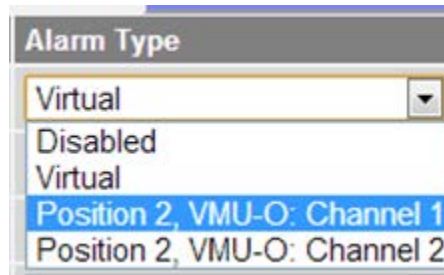 Alarm Type
Virtual
Disabled
Virtual
Position 2, VMU-O: Channel 1
Position 2, VMU-O: Channel 2